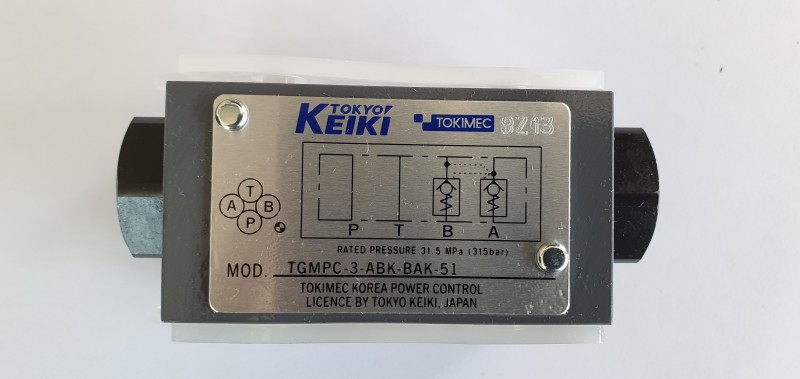 TOKYO
KEIKI
TOKIMEC 9Z13
T
A B
P
P T B A
RATED PRESSURE 31.5 MPa (315bar)
MOD. TGMPC-3-ABK-BAK-51
TOKIMEC KOREA POWER CONTROL
LICENCE BY TOKYO KEIKI, JAPAN